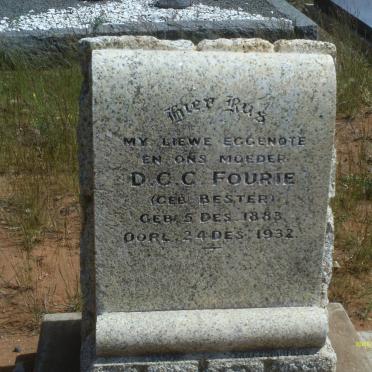 Hier Rus
MY LIEWE EGGENOTE
EN ONS MOEDER
D.C.C. FOURIE
(GEB. BESTER)
GEB. 5 DES. 1883
OORL. 24 DES. 1932